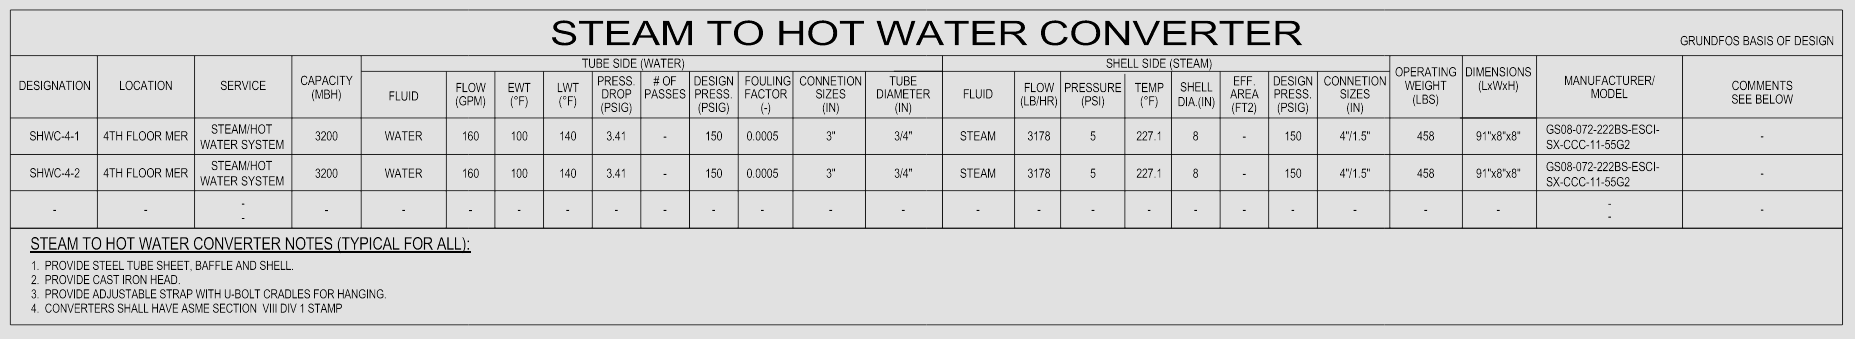 STEAM TO HOT WATER CONVERTER
GRUNDFOS BASIS OF DESIGN
DESIGNATION LOCATION SERVICE CAPACITY (MBH) TUBE SIDE (WATER) SHELL SIDE (STEAM) OPERATING WEIGHT (LBS) DIMENSIONS (LxWxH) MANUFACTURER/ MODEL COMMENTS SEE BELOW
FLUID FLOW (GPM) EWT (°F) LWT (°F) PRESS. DROP (PSIG) # OF PASSES DESIGN PRESS. (PSIG) FOULING FACTOR (-) CONNETION SIZES (IN) TUBE DIAMETER (IN) FLUID FLOW (LB/HR) PRESSURE (PSI) TEMP (°F) SHELL DIA.(IN) EFF. AREA (FT2) DESIGN PRESS. (PSIG) CONNETION SIZES (IN)
SHWC-4-1 4TH FLOOR MER STEAM/HOT WATER SYSTEM 3200 WATER 160 100 140 3.41 - 150 0.0005 3" 3/4" STEAM 3178 5 227.1 8 - 150 4"/1.5" 458 91"x8"x8" GS08-072-222BS-ESCI-SX-CCC-11-55G2 -
SHWC-4-2 4TH FLOOR MER STEAM/HOT WATER SYSTEM 3200 WATER 160 100 140 3.41 - 150 0.0005 3" 3/4" STEAM 3178 5 227.1 8 - 150 4"/1.5" 458 91"x8"x8" GS08-072-222BS-ESCI-SX-CCC-11-55G2 -
- - - - - - - - - - - - - - - - - - - - - - - - - - - -
STEAM TO HOT WATER CONVERTER NOTES (TYPICAL FOR ALL):
1. PROVIDE STEEL TUBE SHEET, BAFFLE AND SHELL.
2. PROVIDE CAST IRON HEAD.
3. PROVIDE ADJUSTABLE STRAP WITH U-BOLT CRADLES FOR HANGING.
4. CONVERTERS SHALL HAVE ASME SECTION VIII DIV 1 STAMP